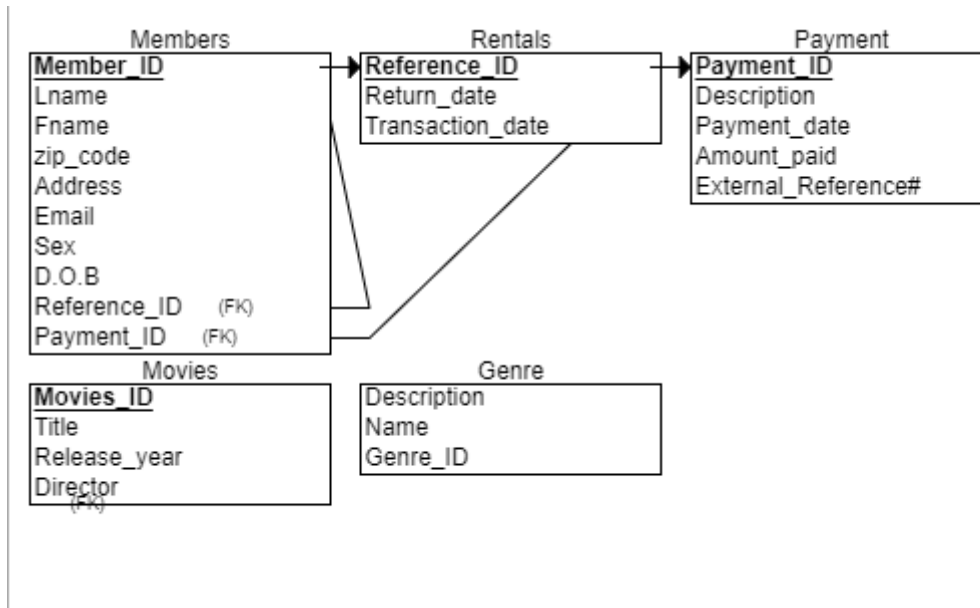 Members
Member_ID
Lname
Fname
zip_code
Address
Email
Sex
D.O.B
Reference_ID (FK)
Payment_ID (FK)
Rentals
Reference_ID
Return_date
Transaction_date
Payment
Payment_ID
Description
Payment_date
Amount_paid
External_Reference#
Movies
Movies_ID
Title
Release_year
Director
(FK)
Genre
Description
Name
Genre_ID